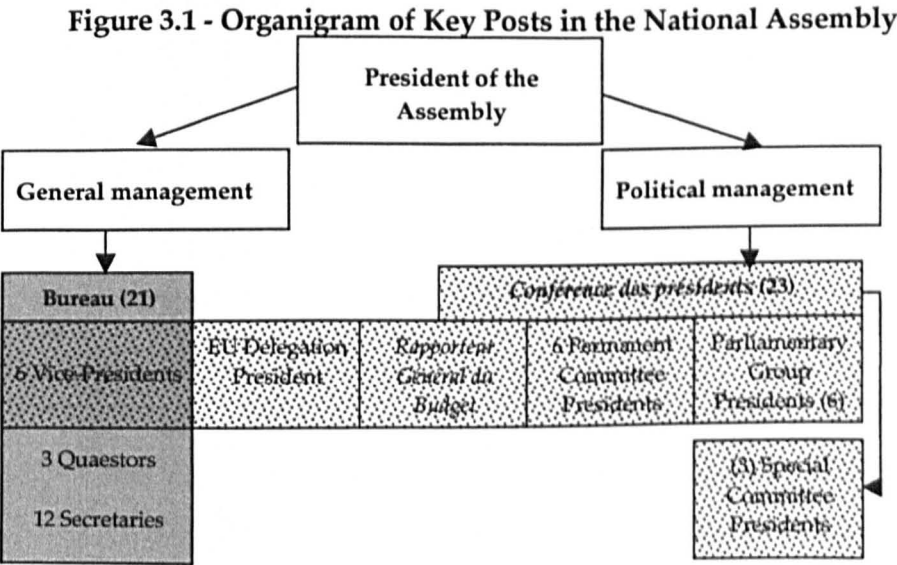 Figure 3.1 - Organigram of Key Posts in the National Assembly
President of the
Assembly
General management
Political management
Bureau (21)
Conférence des présidents (23)
6 Vice-Presidents
EU Delegation
President
Rapporteur
Général du
Budget
6 Permanent
Committee
Presidents
Parliamentary
Group
Presidents (6)
3 Quaestors
12 Secretaries
(3) Special
Committee
Presidents